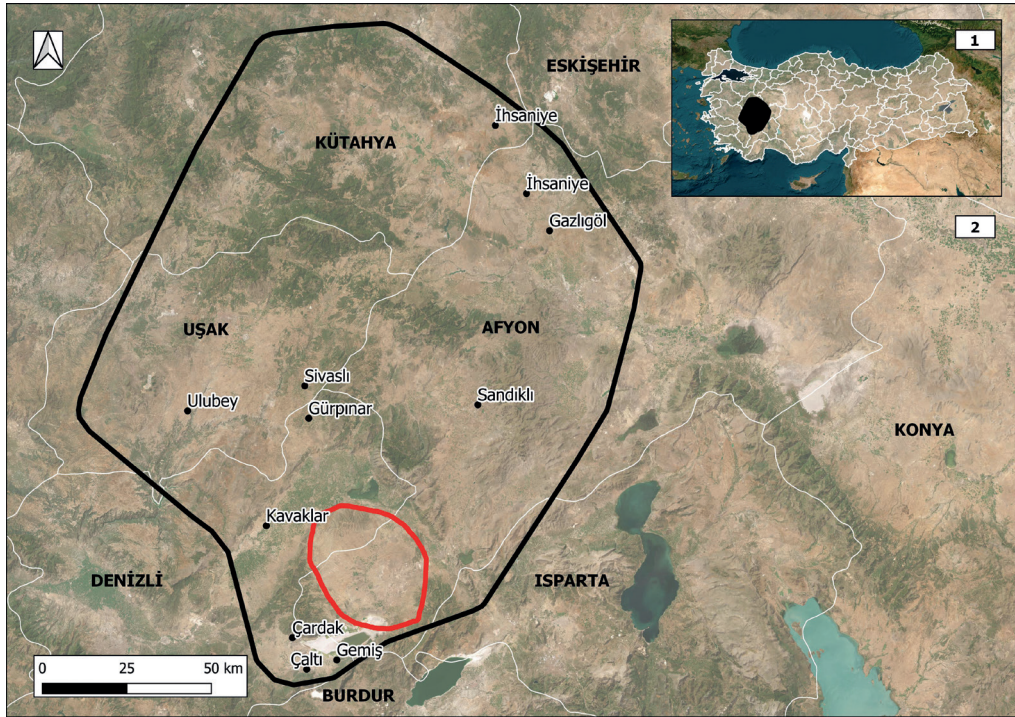 1
ESKİŞEHİR
İhsaniye
KÜTAHYA
İhsaniye
Gazlıgöl
2
UŞAK
AFYON
Sivaslı
Ulubey
Gürpınar
Sandıklı
KONYA
Kavaklar
DENİZLİ
ISPARTA
Çardak
Gemiş
Çaltı
0 25 50 km
BURDUR